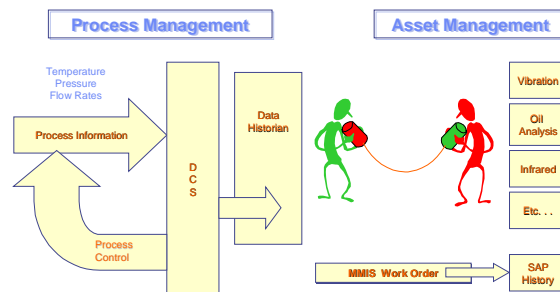 Process Management
Asset Management
Temperature
Pressure
Flow Rates
Process Information
D
C
S
Data
Historian
Process
Control
Vibration
Oil
Analysis
Infrared
Etc. . .
MMIS Work Order
SAP
History